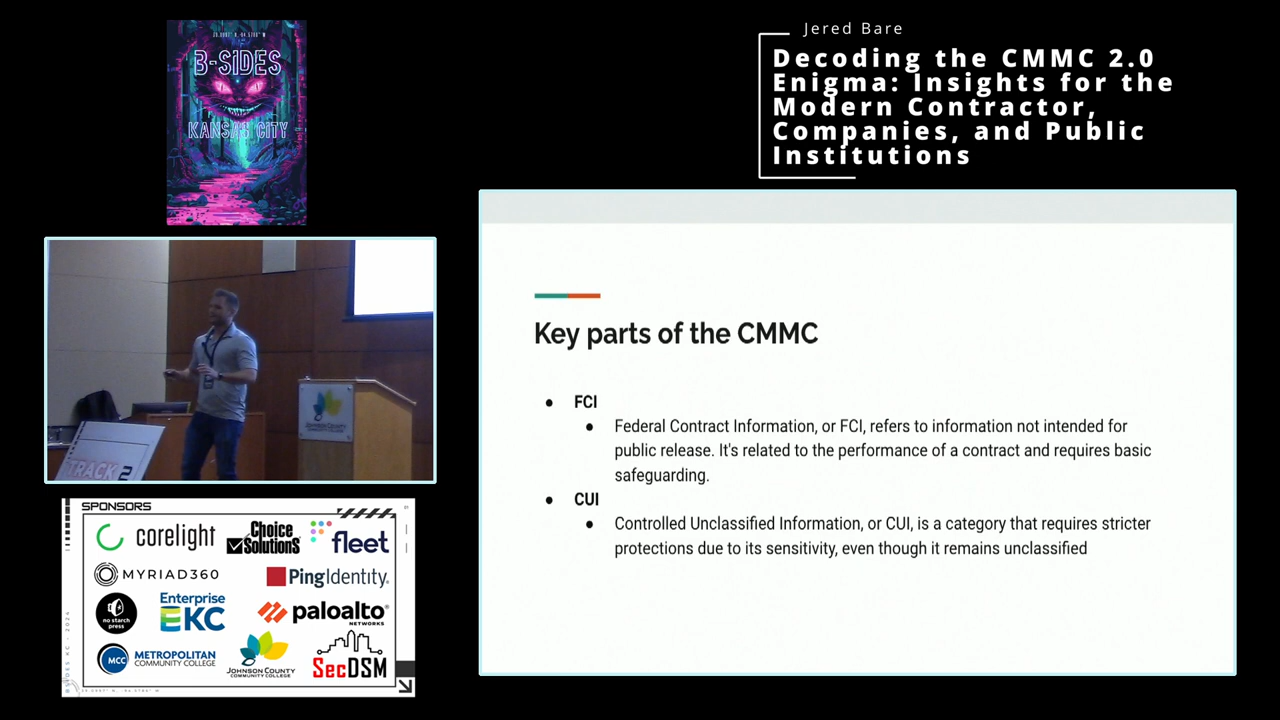 B-SIDES
KANSAS CITY
Jered Bare
Decoding the CMMC 2.0
Enigma: Insights for the
Modern Contractor,
Companies, and Public
Institutions
TRACK 2
JOHNSON COUNTY
COMMUNITY COLLEGE
Key parts of the CMMC
● FCI
● Federal Contract Information, or FCI, refers to information not intended for
public release. It's related to the performance of a contract and requires basic
safeguarding.
● CUI
● Controlled Unclassified Information, or CUI, is a category that requires stricter
protections due to its sensitivity, even though it remains unclassified
SPONSORS
corelight
Choice
Solutions
fleet
MYRIAD360
PingIdentity.
no starch
press
Enterprise
EKC
paloalto
NETWORKS
MCC
METROPOLITAN
COMMUNITY COLLEGE
JOHNSON COUNTY
COMMUNITY COLLEGE
SecDSM